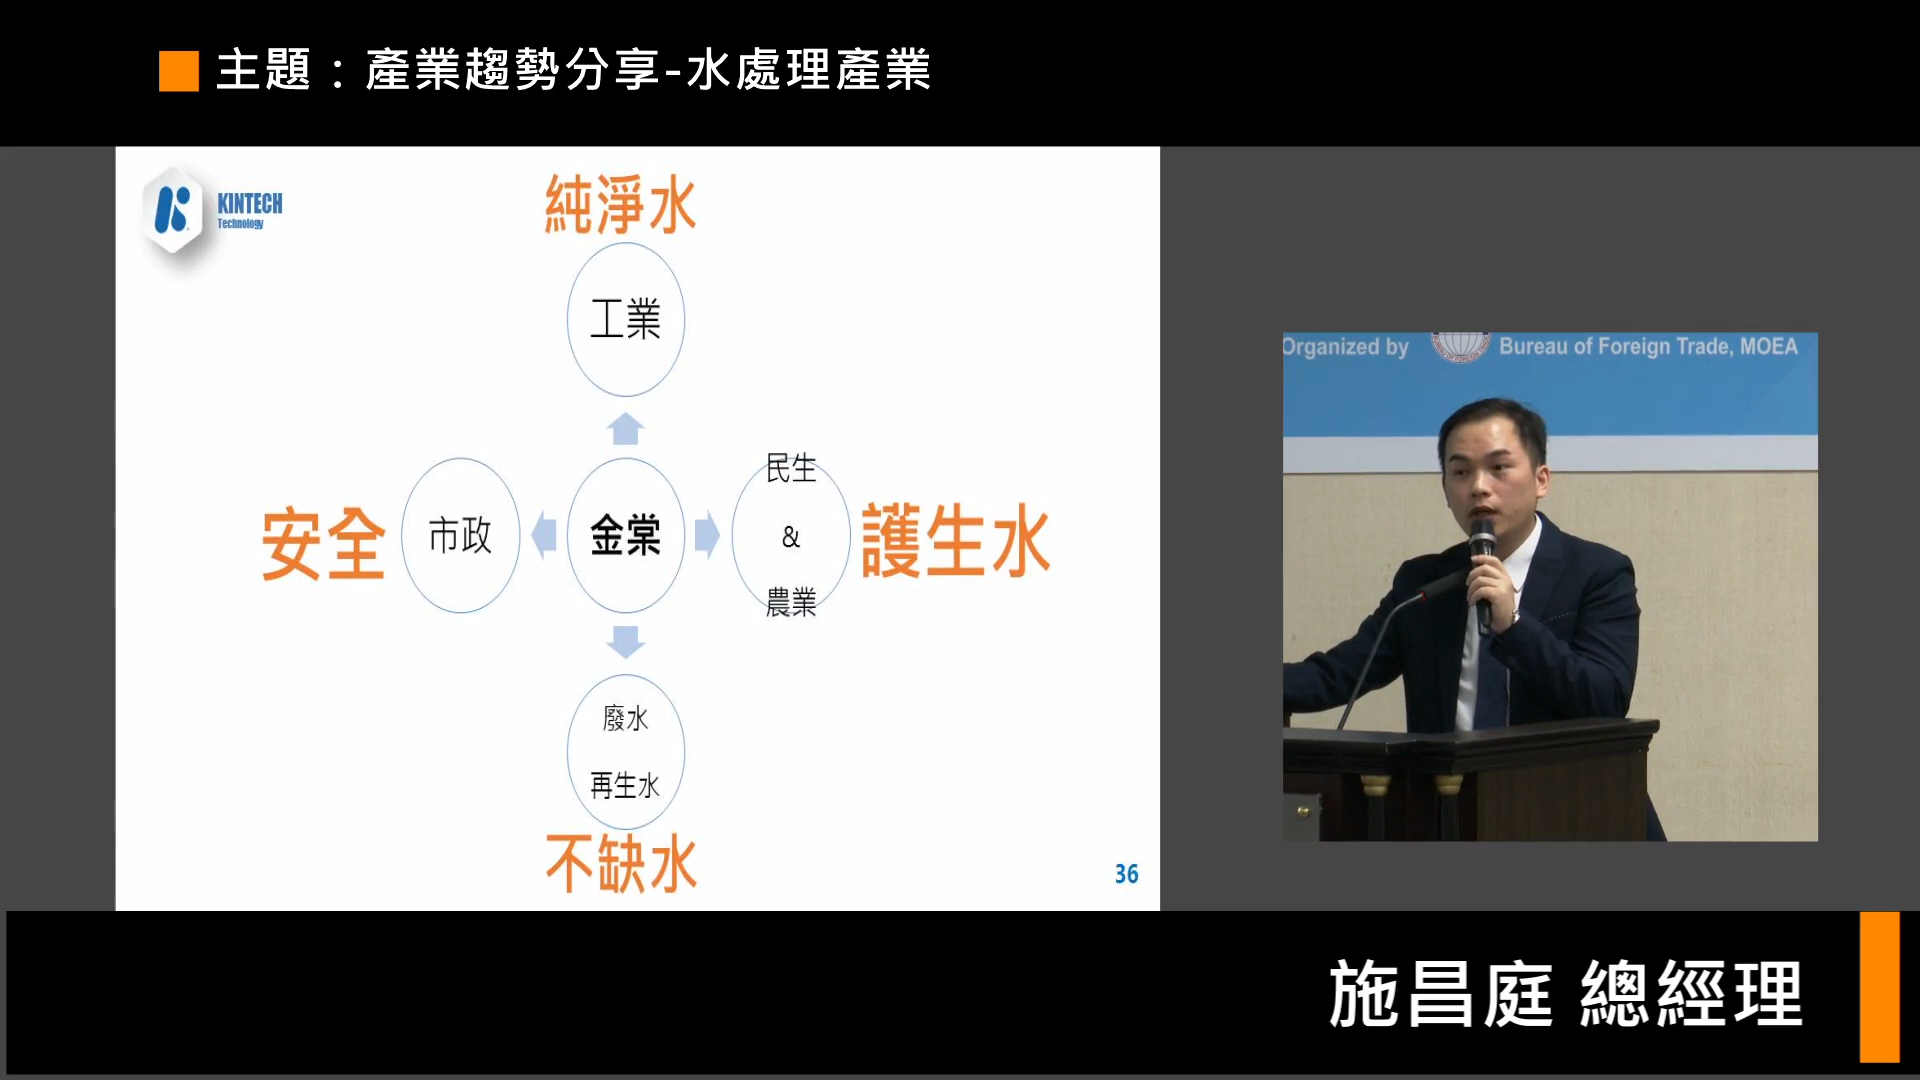 主題：產業趨勢分享-水處理產業
KINTECH
Technology
純淨水
工業
安全
市政
金棠
民生
&
農業
護生水
廢水
再生水
不缺水
36
Organized by
Bureau of Foreign Trade, MOEA
施昌庭 總經理